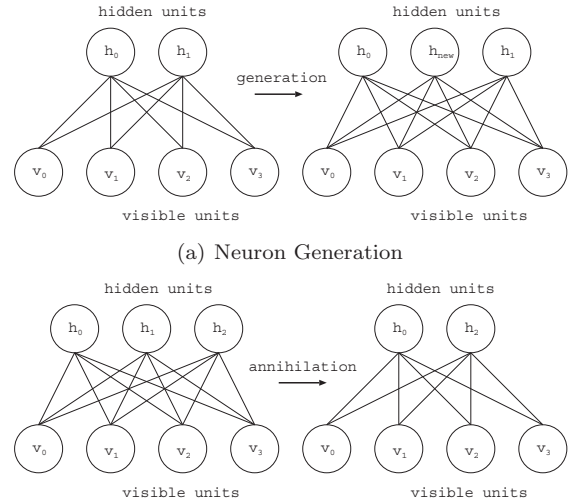 hidden units hidden units
h0 h1 h0 hnew h1
generation
v0 v1 v2 v3 v0 v1 v2 v3
visible units visible units
(a) Neuron Generation
hidden units hidden units
h0 h1 h2 h0 h2
annihilation
v0 v1 v2 v3 v0 v1 v2 v3
visible units visible units